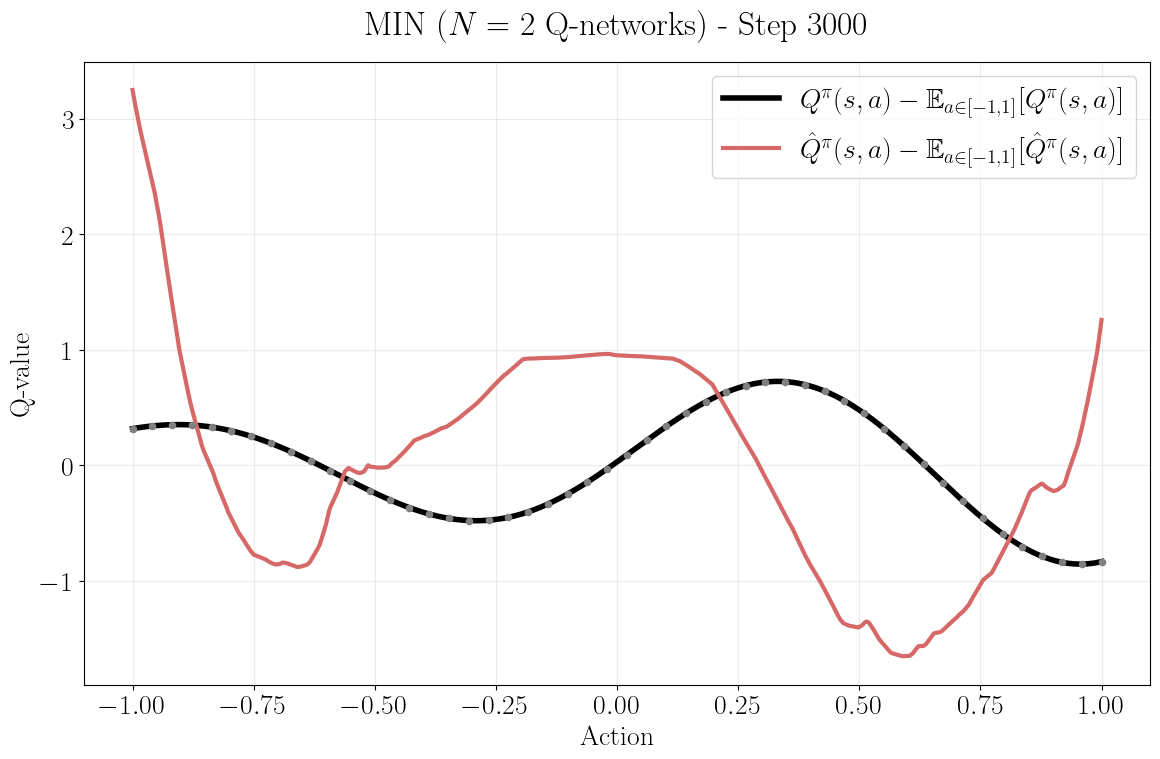 MIN (N = 2 Q-networks) - Step 3000
Q^π(s, a) − 𝔼_{a∈[−1,1]}[Q^π(s, a)]
Q̂^π(s, a) − 𝔼_{a∈[−1,1]}[Q̂^π(s, a)]
Q-value
3
2
1
0
−1
−1.00 −0.75 −0.50 −0.25 0.00 0.25 0.50 0.75 1.00
Action